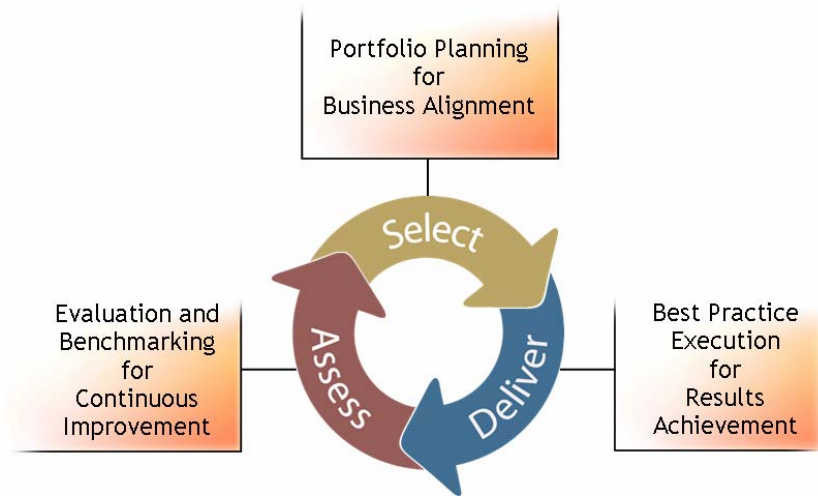 Portfolio Planning
for
Business Alignment
Select
Evaluation and
Benchmarking
for
Continuous
Improvement
Assess
Deliver
Best Practice
Execution
for
Results
Achievement